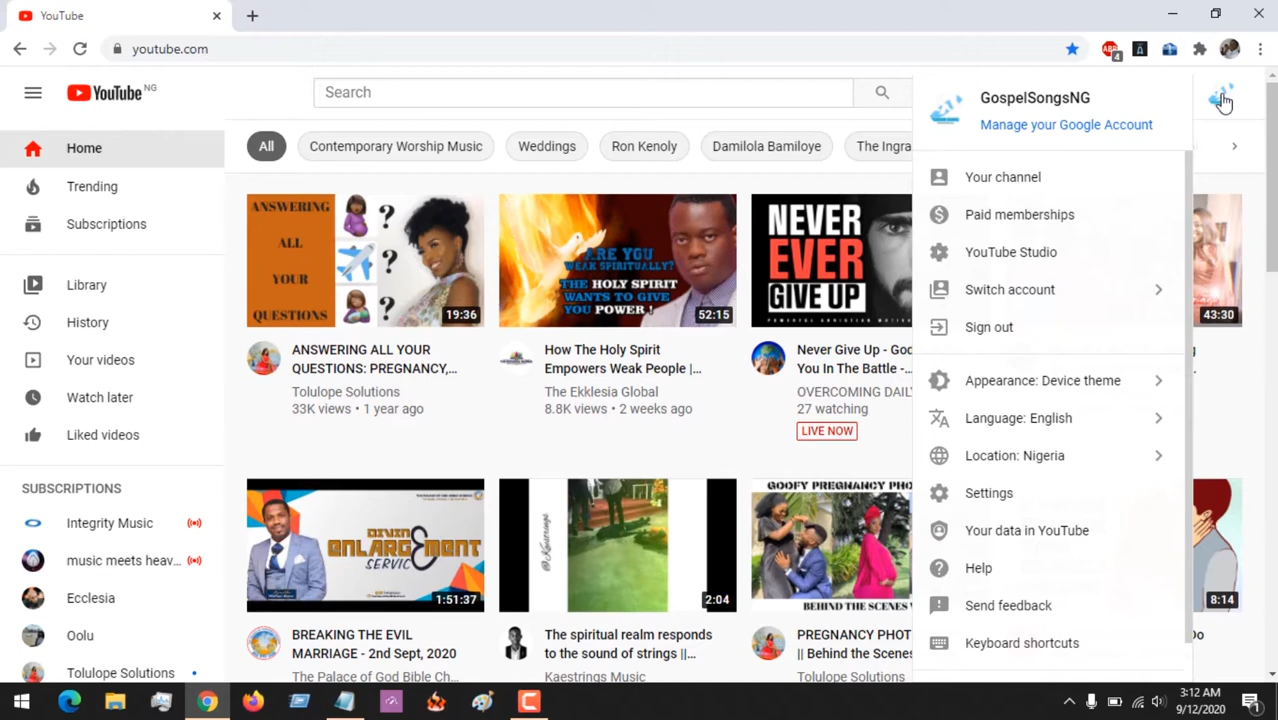 YouTube
youtube.com
4
YouTube NG
Search
GospelSongsNG
Manage your Google Account
Home
Trending
Subscriptions
Library
History
Your videos
Watch later
Liked videos
SUBSCRIPTIONS
Integrity Music
music meets heav...
Ecclesia
Oolu
Tolulope Solutions
All
Contemporary Worship Music
Weddings
Ron Kenoly
Damilola Bamiloye
The Ingra
ANSWERING
ALL
YOUR
QUESTIONS
19:36
ANSWERING ALL YOUR
QUESTIONS: PREGNANCY,...
Tolulope Solutions
33K views • 1 year ago
ARE YOU
WEAK SPIRITUALLY?
THE HOLY SPIRIT
WANTS TO GIVE
YOU POWER !
52:15
How The Holy Spirit
Empowers Weak People |...
The Ekklesia Global
8.8K views • 2 weeks ago
NEVER
EVER
GIVE UP
Never Give Up - God
You In The Battle -
OVERCOMING DAILY
27 watching
LIVE NOW
43:30
DIVIN
ENLARGEMENT
SERVIC
1:51:37
BREAKING THE EVIL
MARRIAGE - 2nd Sept, 2020
The Palace of God Bible Ch...
@Kaestrings
2:04
The spiritual realm responds
to the sound of strings ||...
Kaestrings Music
GOOFY PREGNANCY PHO
BEHIND THE SCENES V
PREGNANCY PHOT
|| Behind the Scenes
Tolulope Solutions
8:14
Do
Your channel
Paid memberships
YouTube Studio
Switch account
Sign out
Appearance: Device theme
Language: English
Location: Nigeria
Settings
Your data in YouTube
Help
Send feedback
Keyboard shortcuts
3:12 AM
9/12/2020
1